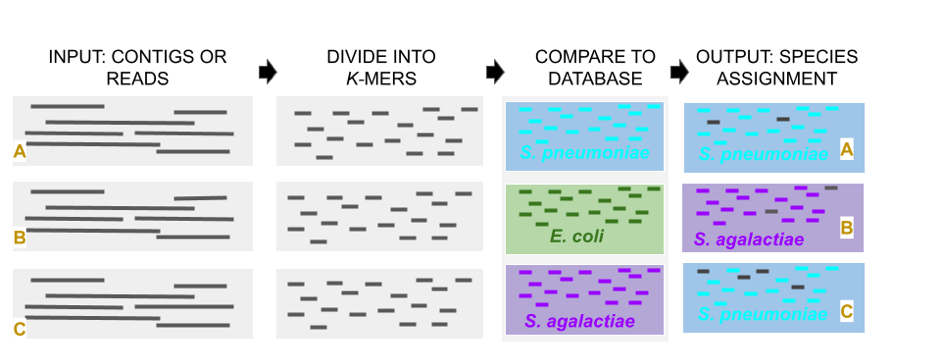 INPUT: CONTIGS OR
READS
DIVIDE INTO
K-MERS
COMPARE TO
DATABASE
OUTPUT: SPECIES
ASSIGNMENT
A
S. pneumoniae
S. pneumoniae
A
B
E. coli
S. agalactiae
B
C
S. agalactiae
S. pneumoniae
C